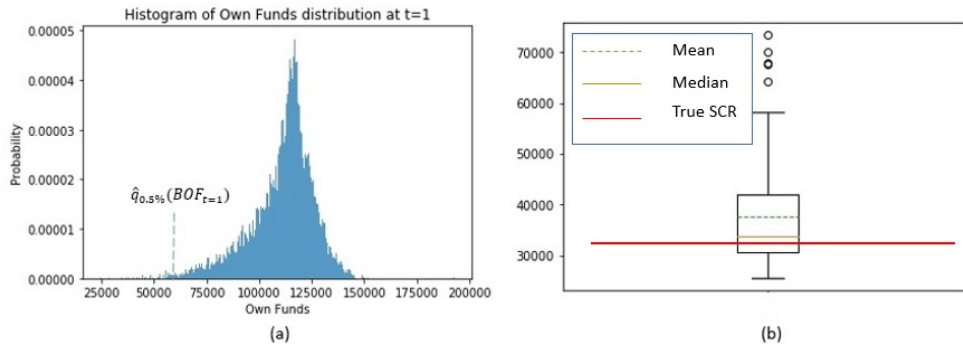 Histogram of Own Funds distribution at t=1
0.00005
0.00004
0.00003
0.00002
0.00001
0.00000
Probability
q̂0.5%(BOFt=1)
25000 50000 75000 100000 125000 150000 175000 200000
Own Funds
(a)
70000
60000
50000
40000
30000
Mean
Median
True SCR
(b)